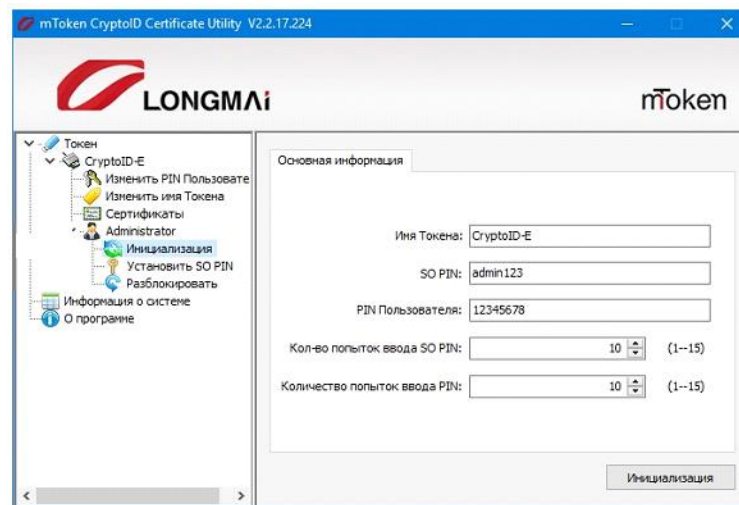 mToken CryptoID Certificate Utility V2.2.17.224
LONGMAi
mToken
Токен
CryptoID-E
Изменить PIN Пользовате
Изменить имя Токена
Сертификаты
Administrator
Инициализация
Установить SO PIN
Разблокировать
Информация о системе
О программе
Основная информация
Имя Токена: CryptoID-E
SO PIN: admin123
PIN Пользователя: 12345678
Кол-во попыток ввода SO PIN: 10 (1--15)
Количество попыток ввода PIN: 10 (1--15)
Инициализация